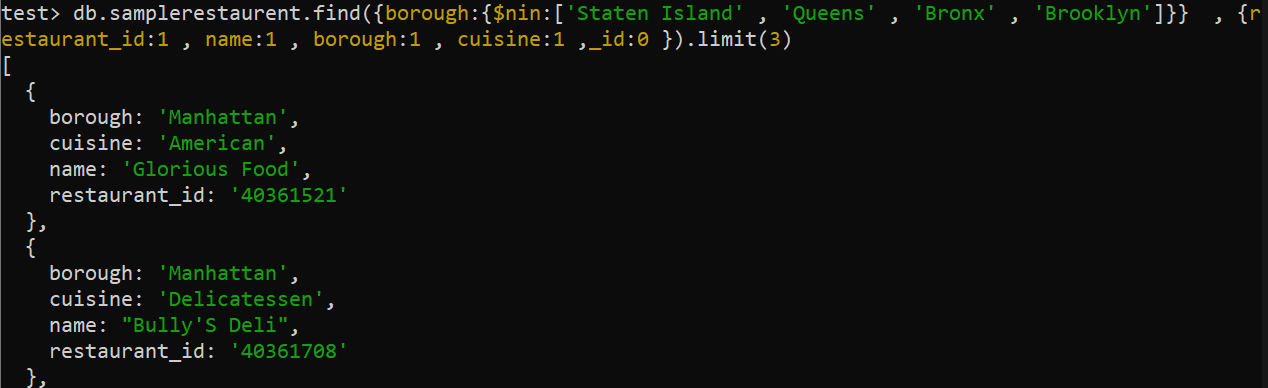 test> db.samplerestaurent.find({borough:{$nin:['Staten Island' , 'Queens' , 'Bronx' , 'Brooklyn']}}  , {r
estaurant_id:1 , name:1 , borough:1 , cuisine:1 ,_id:0 }).limit(3)
[
  {
    borough: 'Manhattan',
    cuisine: 'American',
    name: 'Glorious Food',
    restaurant_id: '40361521'
  },
  {
    borough: 'Manhattan',
    cuisine: 'Delicatessen',
    name: "Bully'S Deli",
    restaurant_id: '40361708'
  },